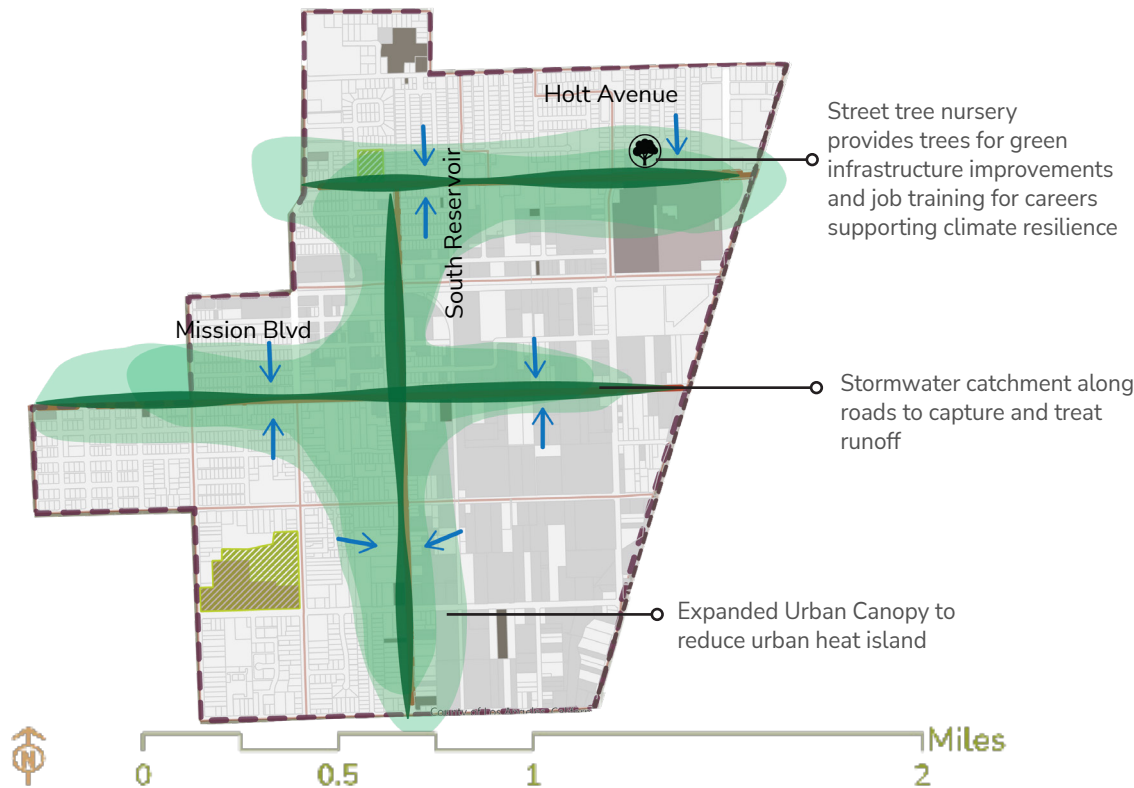 Holt Avenue
Street tree nursery
provides trees for green
infrastructure improvements
and job training for careers
supporting climate resilience
South Reservoir
Mission Blvd
Stormwater catchment along
roads to capture and treat
runoff
Expanded Urban Canopy to
reduce urban heat island
N
Miles
0
0.5
1
2